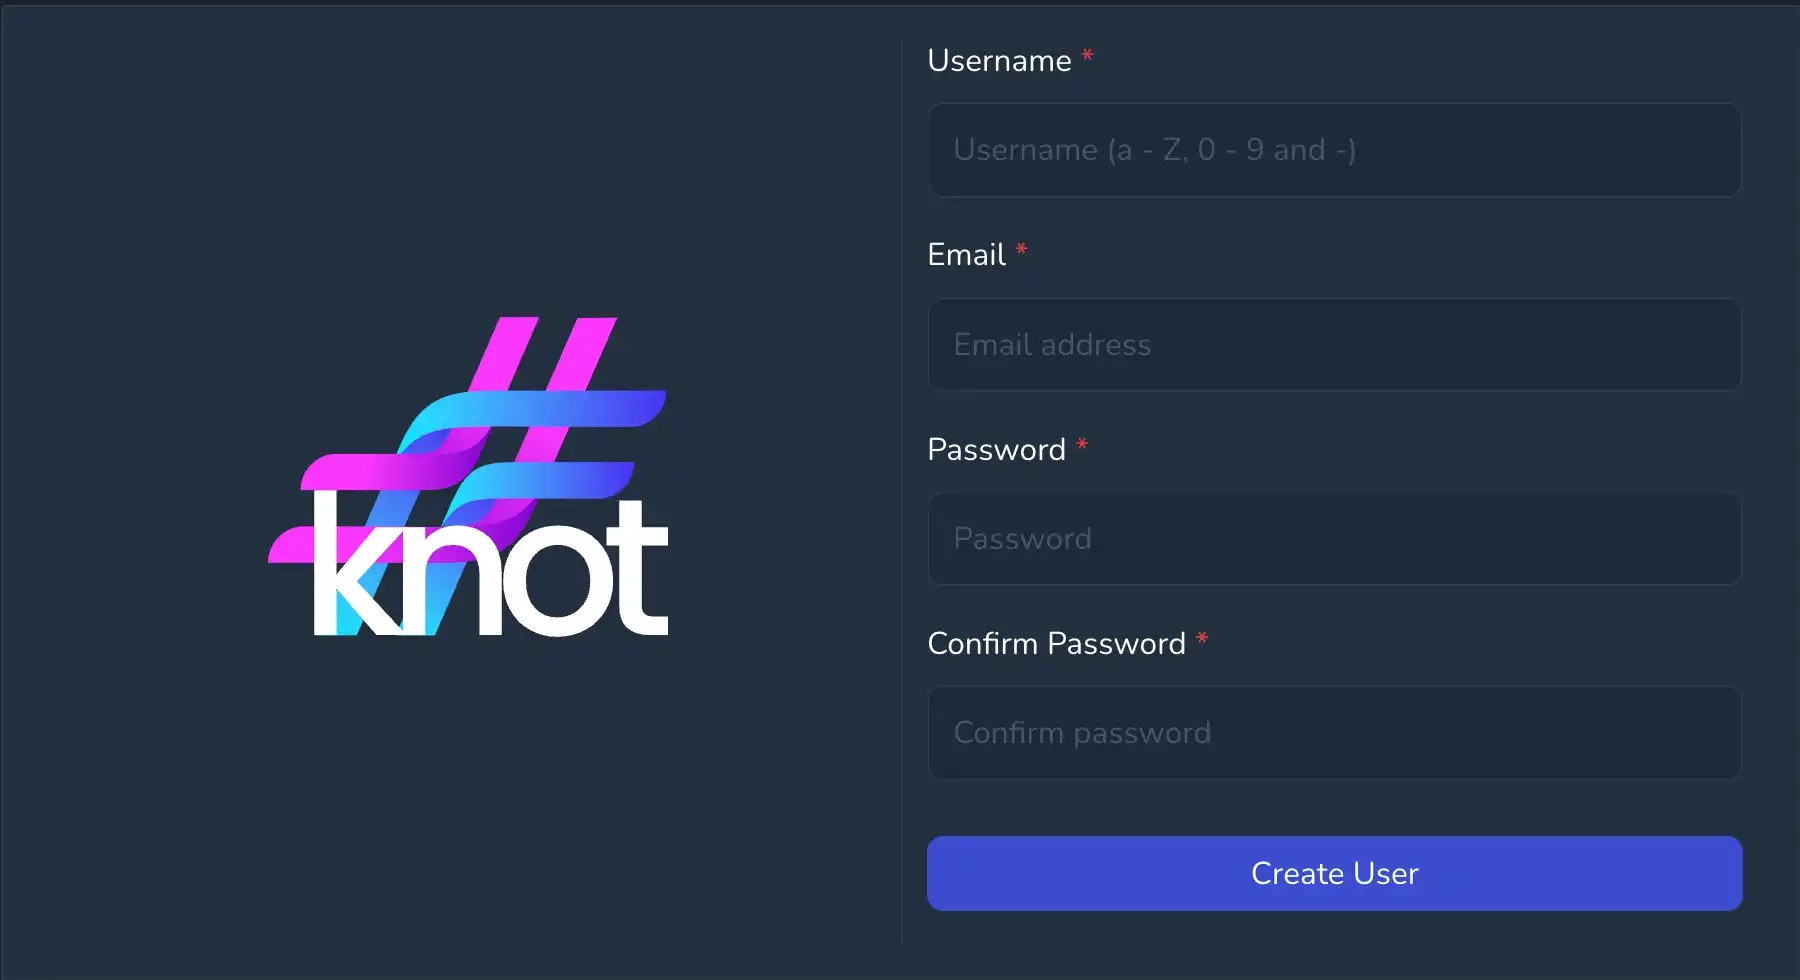 knot
Username *
Username (a - Z, 0 - 9 and -)
Email *
Email address
Password *
Password
Confirm Password *
Confirm password
Create User